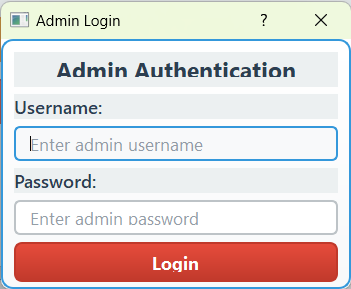 Admin Login ?
Admin Authentication
Username:
Enter admin username
Password:
Enter admin password
Login